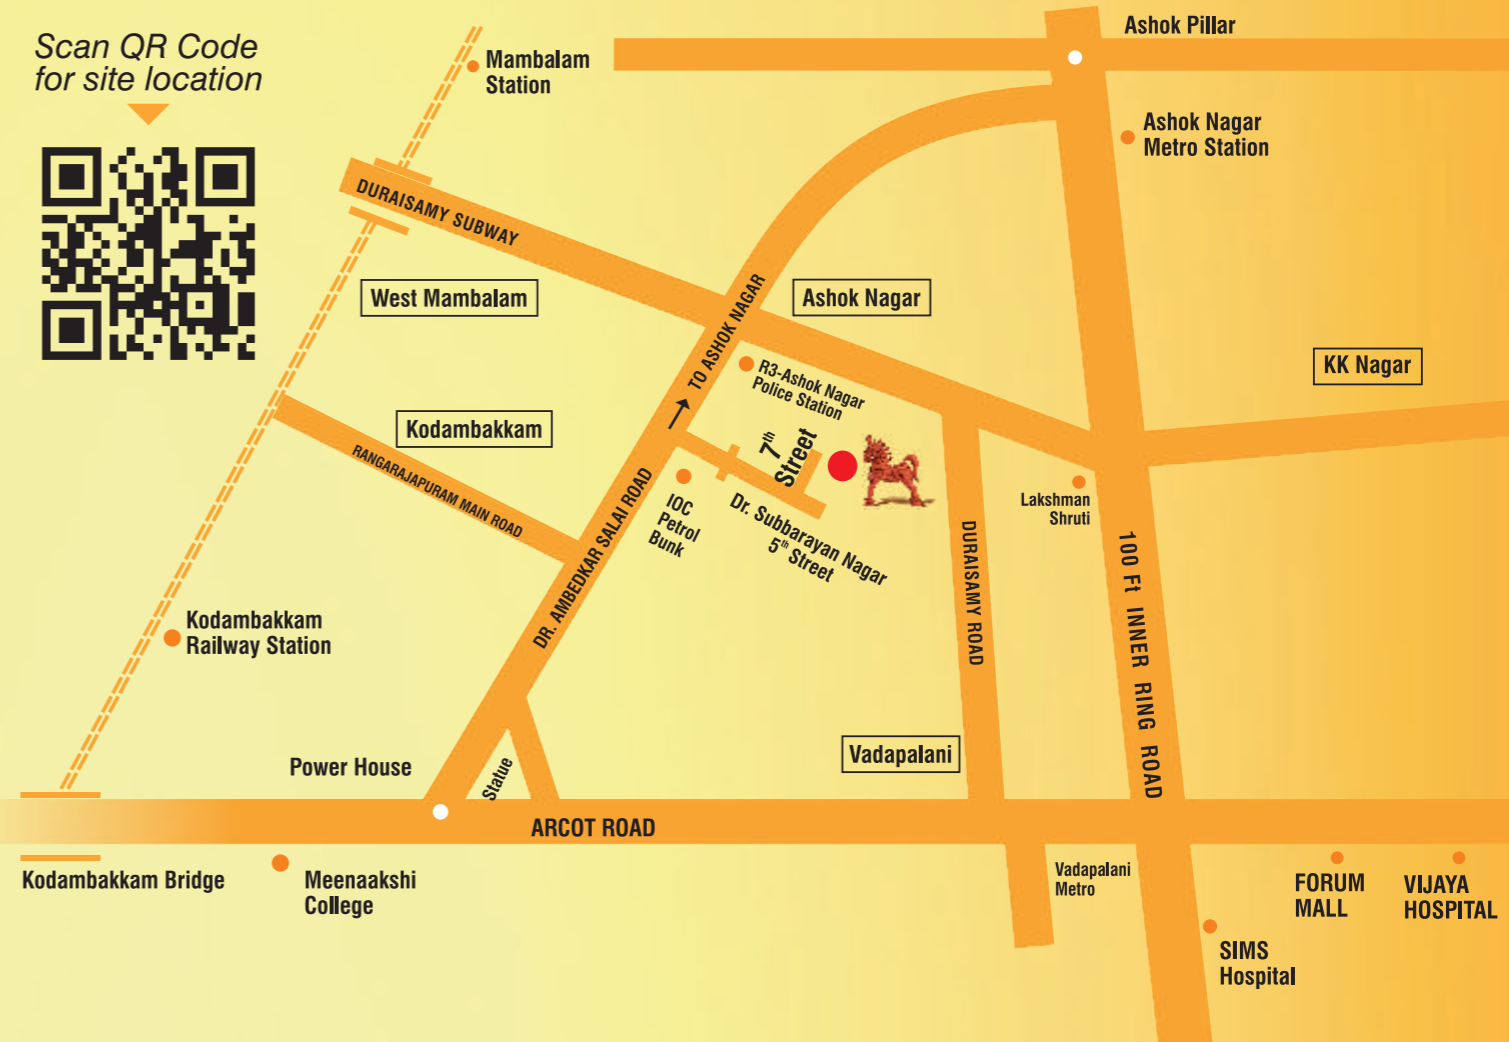 Scan QR Code
for site location
Mambalam
Station
Ashok Pillar
Ashok Nagar
Metro Station
DURAISAMY SUBWAY
West Mambalam
TO ASHOK NAGAR
Ashok Nagar
KK Nagar
R3-Ashok Nagar
Police Station
Kodambakkam
RANGARAJAPURAM MAIN ROAD
7th
Street
DR. AMBEDKAR SALAI ROAD
IOC
Petrol
Bunk
Dr. Subbarayan Nagar
5th Street
Lakshman
Shruti
DURAISAMY ROAD
100 Ft INNER RING ROAD
Kodambakkam
Railway Station
Power House
Statue
Vadapalani
ARCOT ROAD
Kodambakkam Bridge
Meenaakshi
College
Vadapalani
Metro
FORUM
MALL
VIJAYA
HOSPITAL
SIMS
Hospital